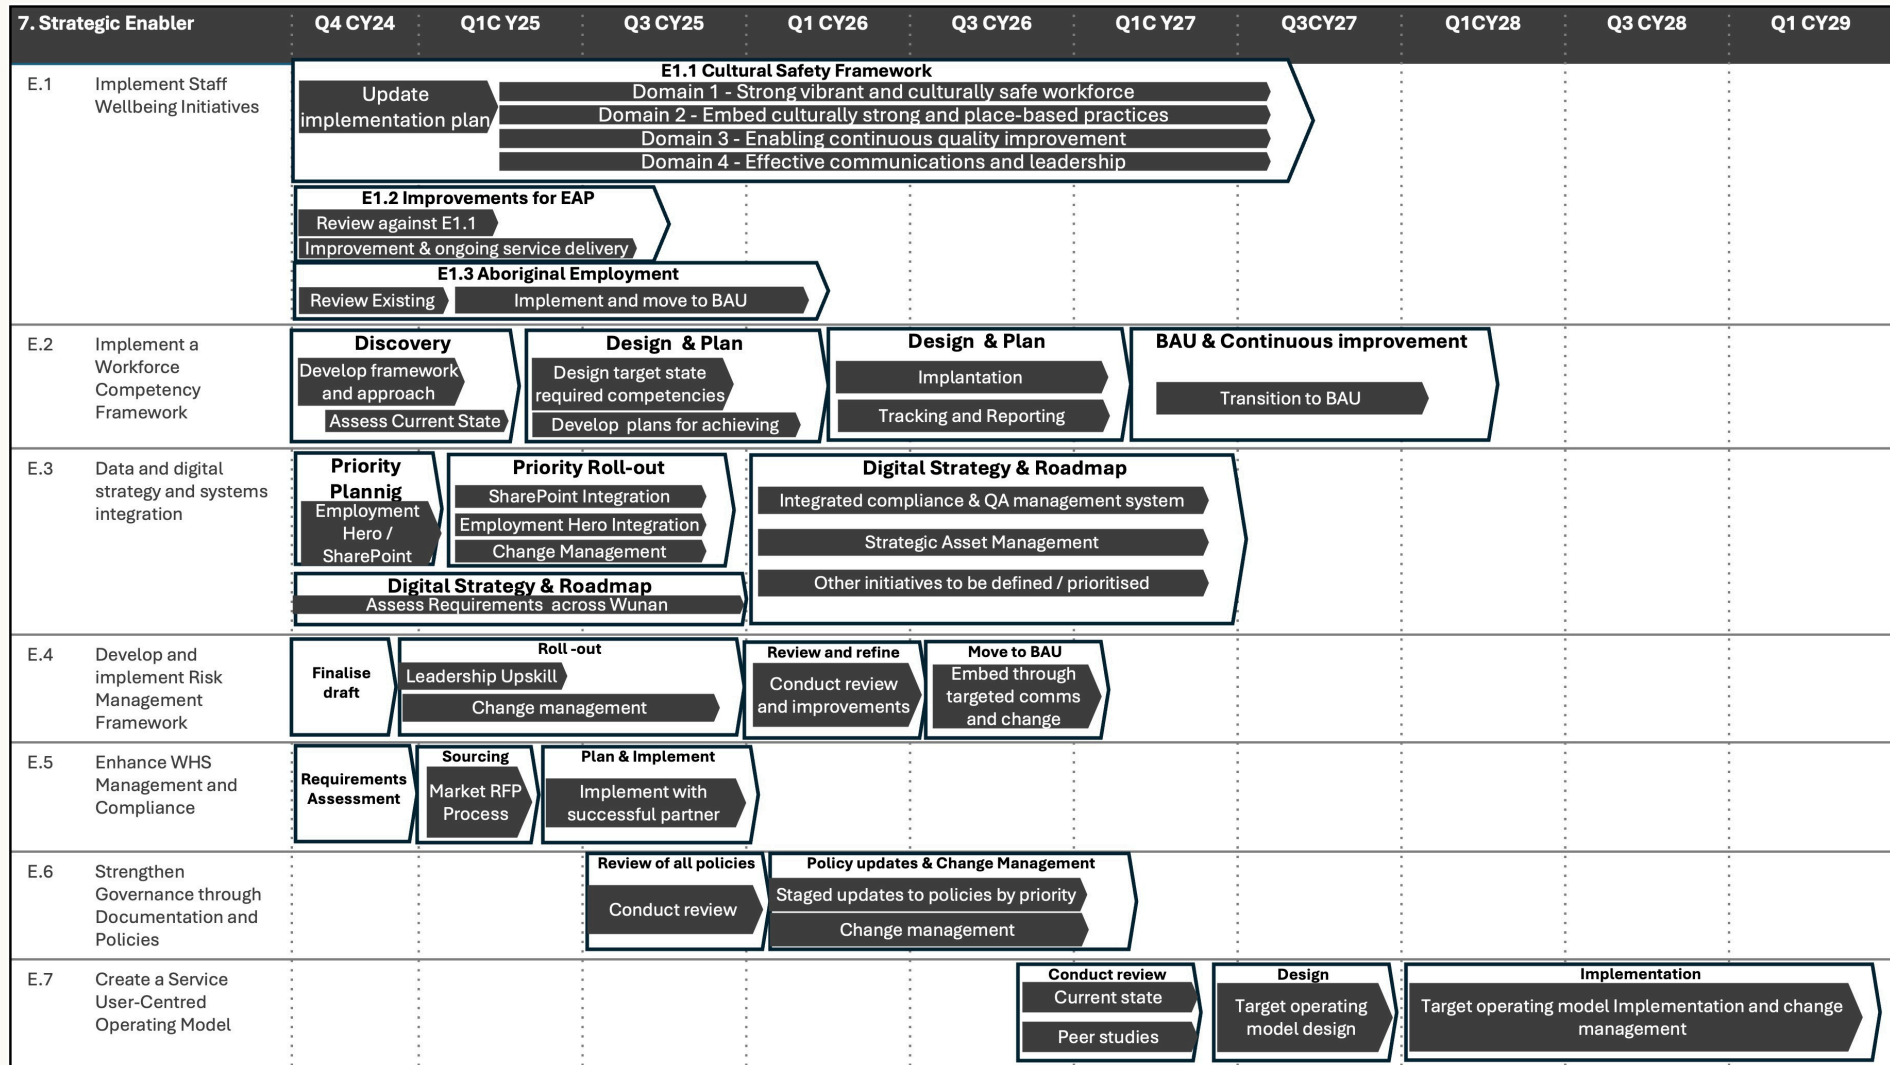 7. Strategic Enabler
Q4 CY24
Q1C Y25
Q3 CY25
Q1 CY26
Q3 CY26
Q1C Y27
Q3CY27
Q1CY28
Q3 CY28
Q1 CY29
E.1
Implement Staff
Wellbeing Initiatives
E1.1 Cultural Safety Framework
Update
implementation plan
Domain 1 - Strong vibrant and culturally safe workforce
Domain 2 - Embed culturally strong and place-based practices
Domain 3 - Enabling continuous quality improvement
Domain 4 - Effective communications and leadership
E1.2 Improvements for EAP
Review against E1.1
Improvement & ongoing service delivery
E1.3 Aboriginal Employment
Review Existing
Implement and move to BAU
E.2
Implement a
Workforce
Competency
Framework
Discovery
Develop framework
and approach
Assess Current State
Design & Plan
Design target state
required competencies
Develop plans for achieving
Design & Plan
Implantation
Tracking and Reporting
BAU & Continuous improvement
Transition to BAU
E.3
Data and digital
strategy and systems
integration
Priority
Plannig
Employment
Hero /
SharePoint
Priority Roll-out
SharePoint Integration
Employment Hero Integration
Change Management
Digital Strategy & Roadmap
Assess Requirements across Wunan
Digital Strategy & Roadmap
Integrated compliance & QA management system
Strategic Asset Management
Other initiatives to be defined / prioritised
E.4
Develop and
implement Risk
Management
Framework
Finalise
draft
Roll -out
Leadership Upskill
Change management
Review and refine
Conduct review
and improvements
Move to BAU
Embed through
targeted comms
and change
E.5
Enhance WHS
Management and
Compliance
Requirements
Assessment
Sourcing
Market RFP
Process
Plan & Implement
Implement with
successful partner
E.6
Strengthen
Governance through
Documentation and
Policies
Review of all policies
Conduct review
Policy updates & Change Management
Staged updates to policies by priority
Change management
E.7
Create a Service
User-Centred
Operating Model
Conduct review
Current state
Peer studies
Design
Target operating
model design
Implementation
Target operating model Implementation and change
management